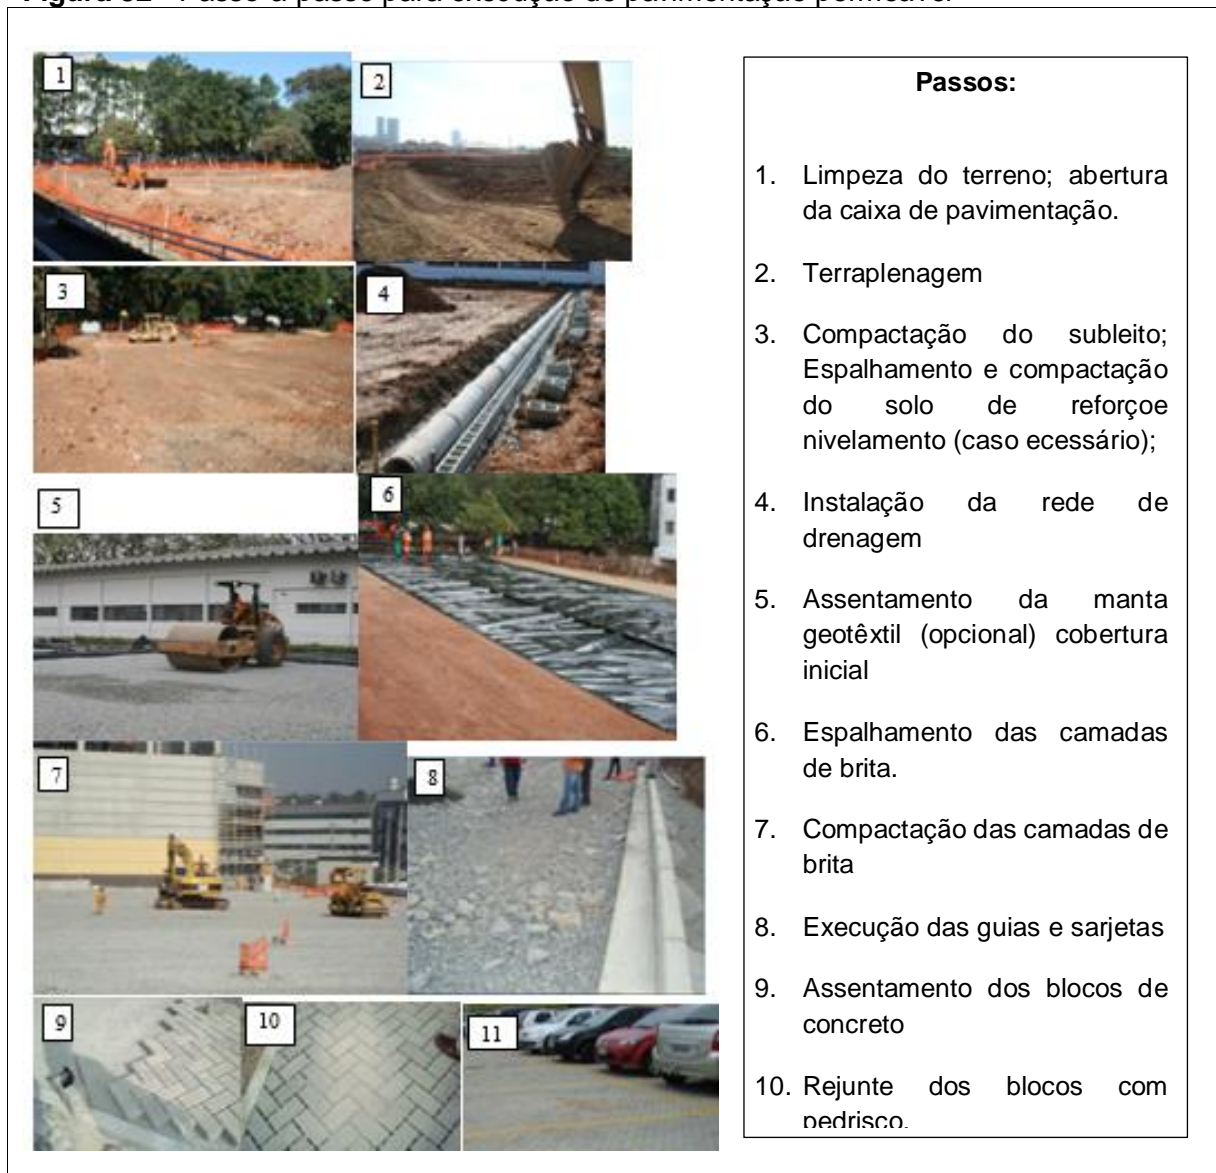 1
2
3
4
5
6
7
8
9
10
11
Passos:
1. Limpeza do terreno; abertura
da caixa de pavimentação.
2. Terraplenagem
3. Compactação do subleito;
Espalhamento e compactação
do solo de reforçoe
nivelamento (caso ecessário);
4. Instalação da rede de
drenagem
5. Assentamento da manta
geotêxtil (opcional) cobertura
inicial
6. Espalhamento das camadas
de brita.
7. Compactação das camadas de
brita
8. Execução das guias e sarjetas
9. Assentamento dos blocos de
concreto
10. Rejunte dos blocos com
pedrisco.